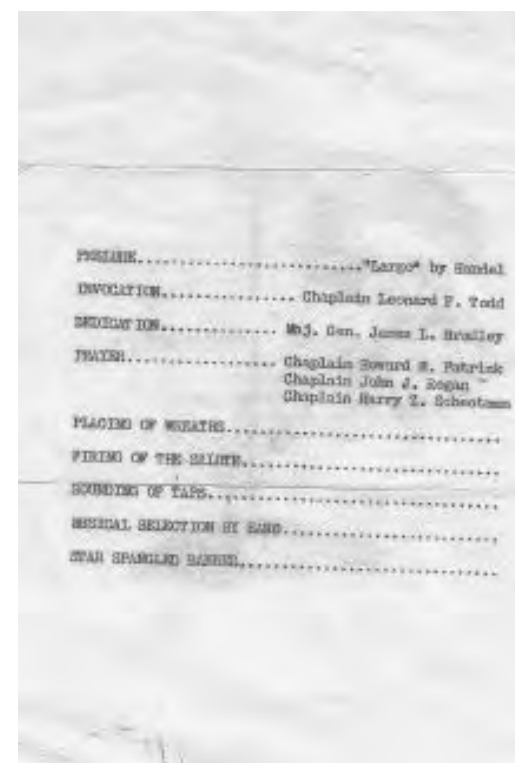 PRELUDE............................"Largo" by Handel
INVOCATION................ Chaplain Leonard F. Todd
DEDICATION.............. Maj. Gen. James L. Bradley
PRAYER.................. Chaplain Howard Patrick
Chaplain John J. Regan
Chaplain Harry Z.
PLACING OF WREATHS.................................
FIRING OF THE SALUTE...............................
SOUNDING OF TAPS...................................
MUSICAL SELECTION BY BAND..........................
STAR SPANGLED BANNER...............................